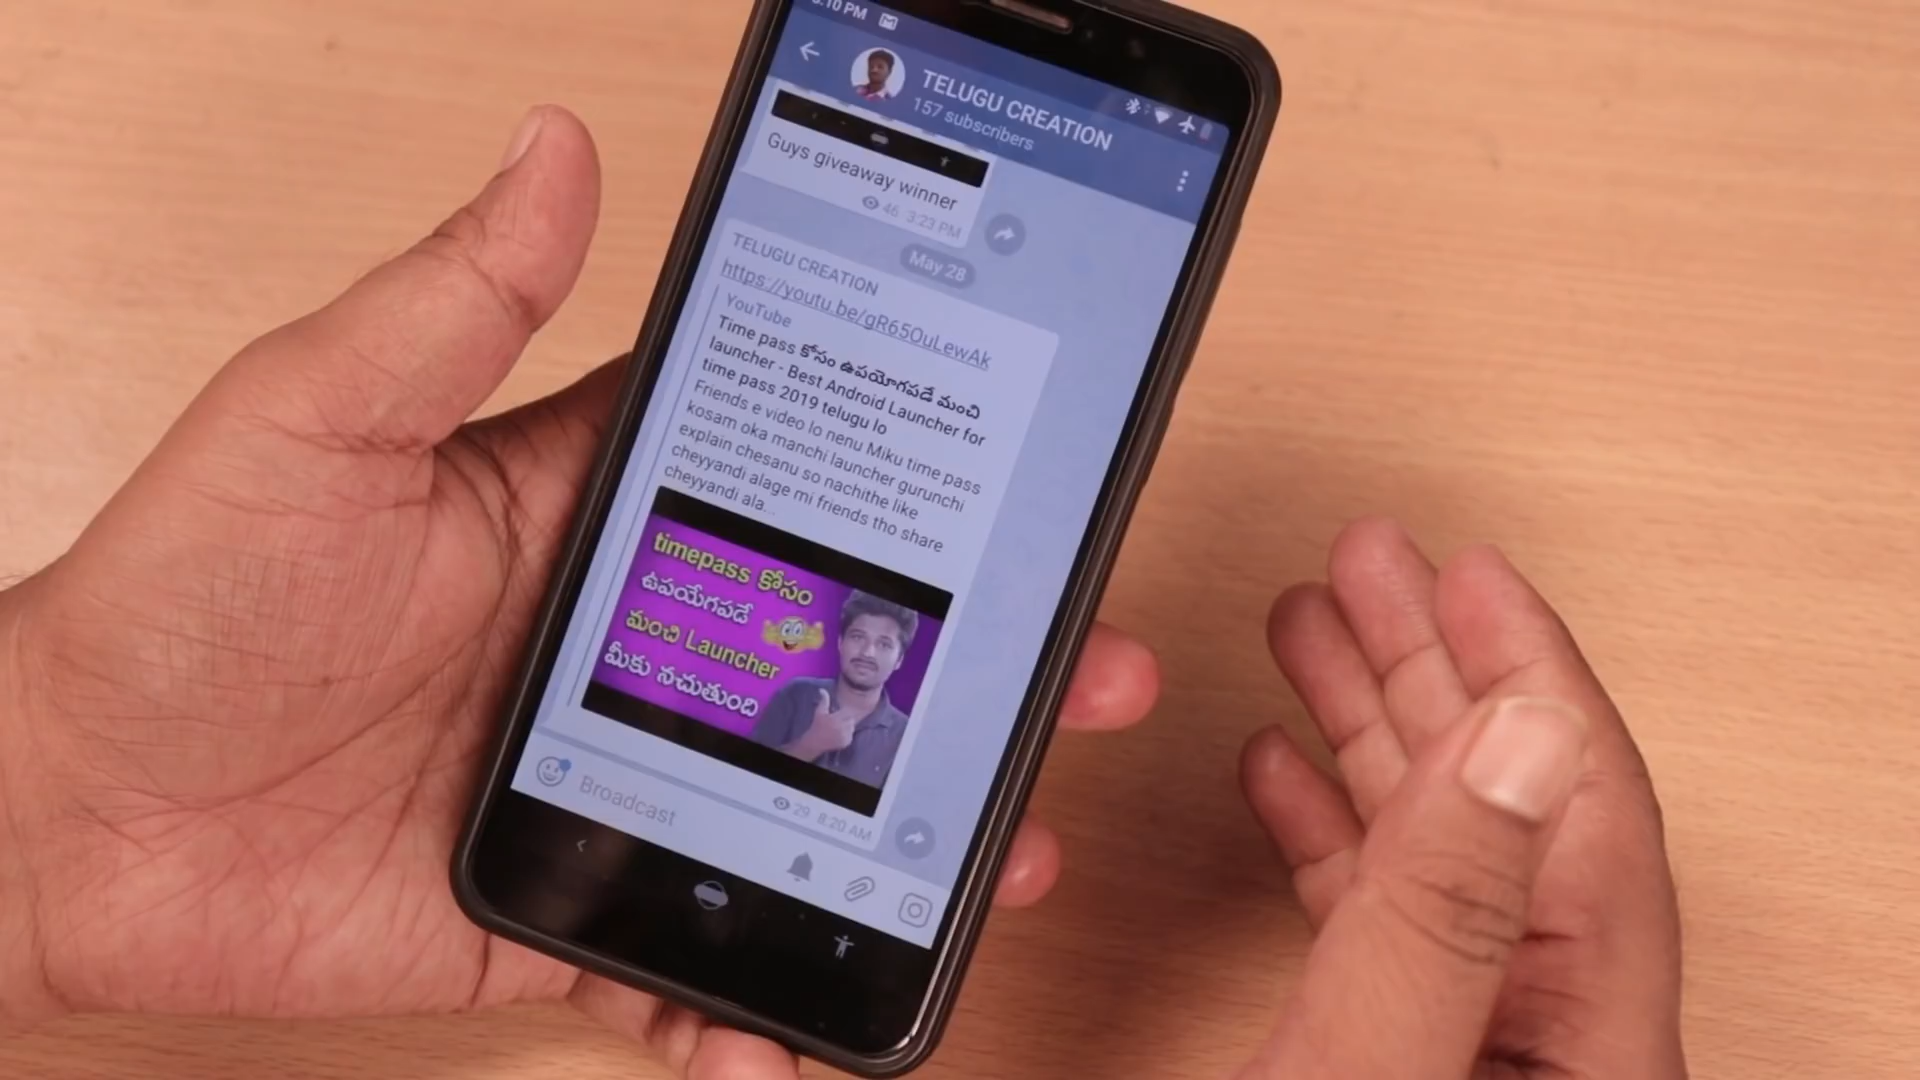 :10 PM
TELUGU CREATION
157 subscribers
Guys giveaway winner
46 3:23 PM
May 28
TELUGU CREATION
https://youtu.be/gR65OuLewAk
YouTube
Time pass కోసం ఉపయోగపడే మంచి
launcher - Best Android Launcher for
time pass 2019 telugu lo
Friends e video lo nenu Miku time pass
kosam oka manchi launcher gurunchi
explain chesanu so nachithe like
cheyyandi alage mi friends tho share
cheyyandi ala...
timepass కోసం
ఉపయేగపడే
మంచి Launcher
మీకు నచుతుంది
29 8:20 AM
Broadcast